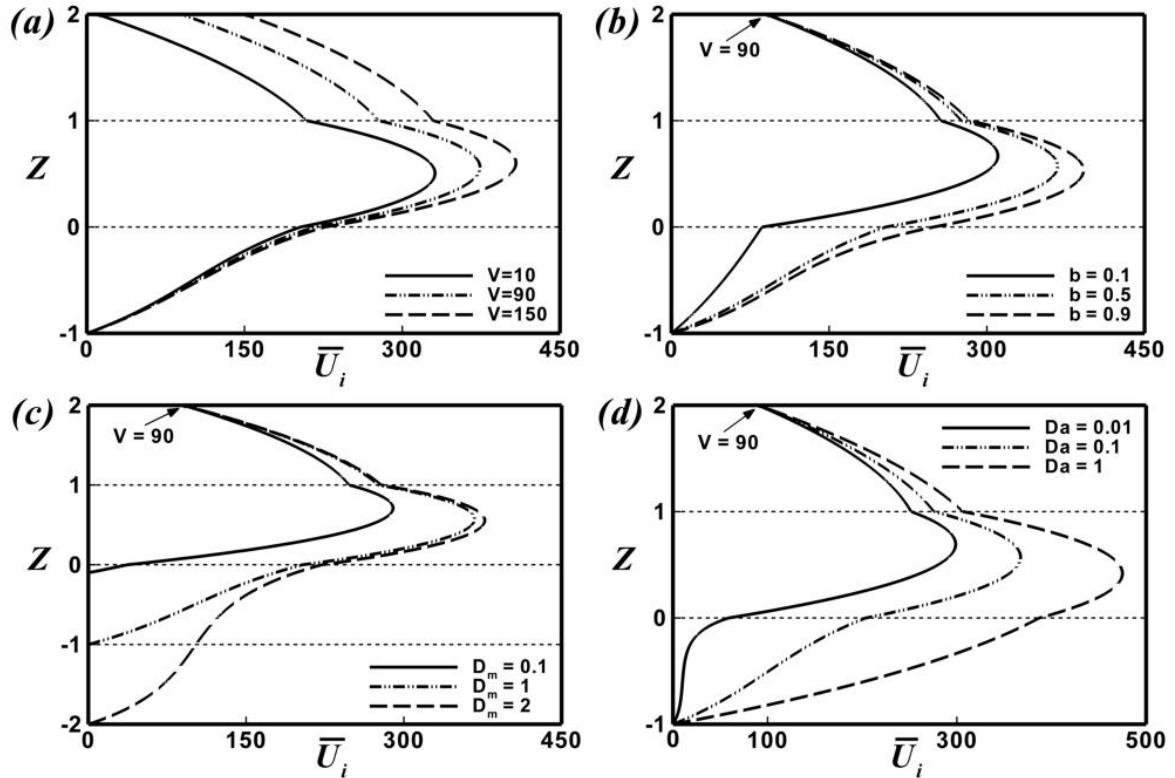 (a)
2
1
Z
0
-1
V=10
V=90
V=150
0 150 300 450
U̅ᵢ
(b)
2
V = 90
1
Z
0
b = 0.1
b = 0.5
b = 0.9
-1
0 150 300 450
U̅ᵢ
(c)
2
V = 90
1
Z
0
-1
Dₘ = 0.1
Dₘ = 1
Dₘ = 2
-2
0 150 300 450
U̅ᵢ
(d)
2
V = 90
Da = 0.01
Da = 0.1
Da = 1
1
Z
0
-1
0 100 300 500
U̅ᵢ